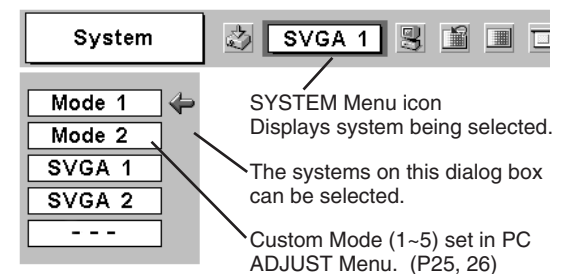 System
SVGA 1
Mode 1
Mode 2
SVGA 1
SVGA 2
- - -
SYSTEM Menu icon
Displays system being selected.
The systems on this dialog box
can be selected.
Custom Mode (1~5) set in PC
ADJUST Menu. (P25, 26)